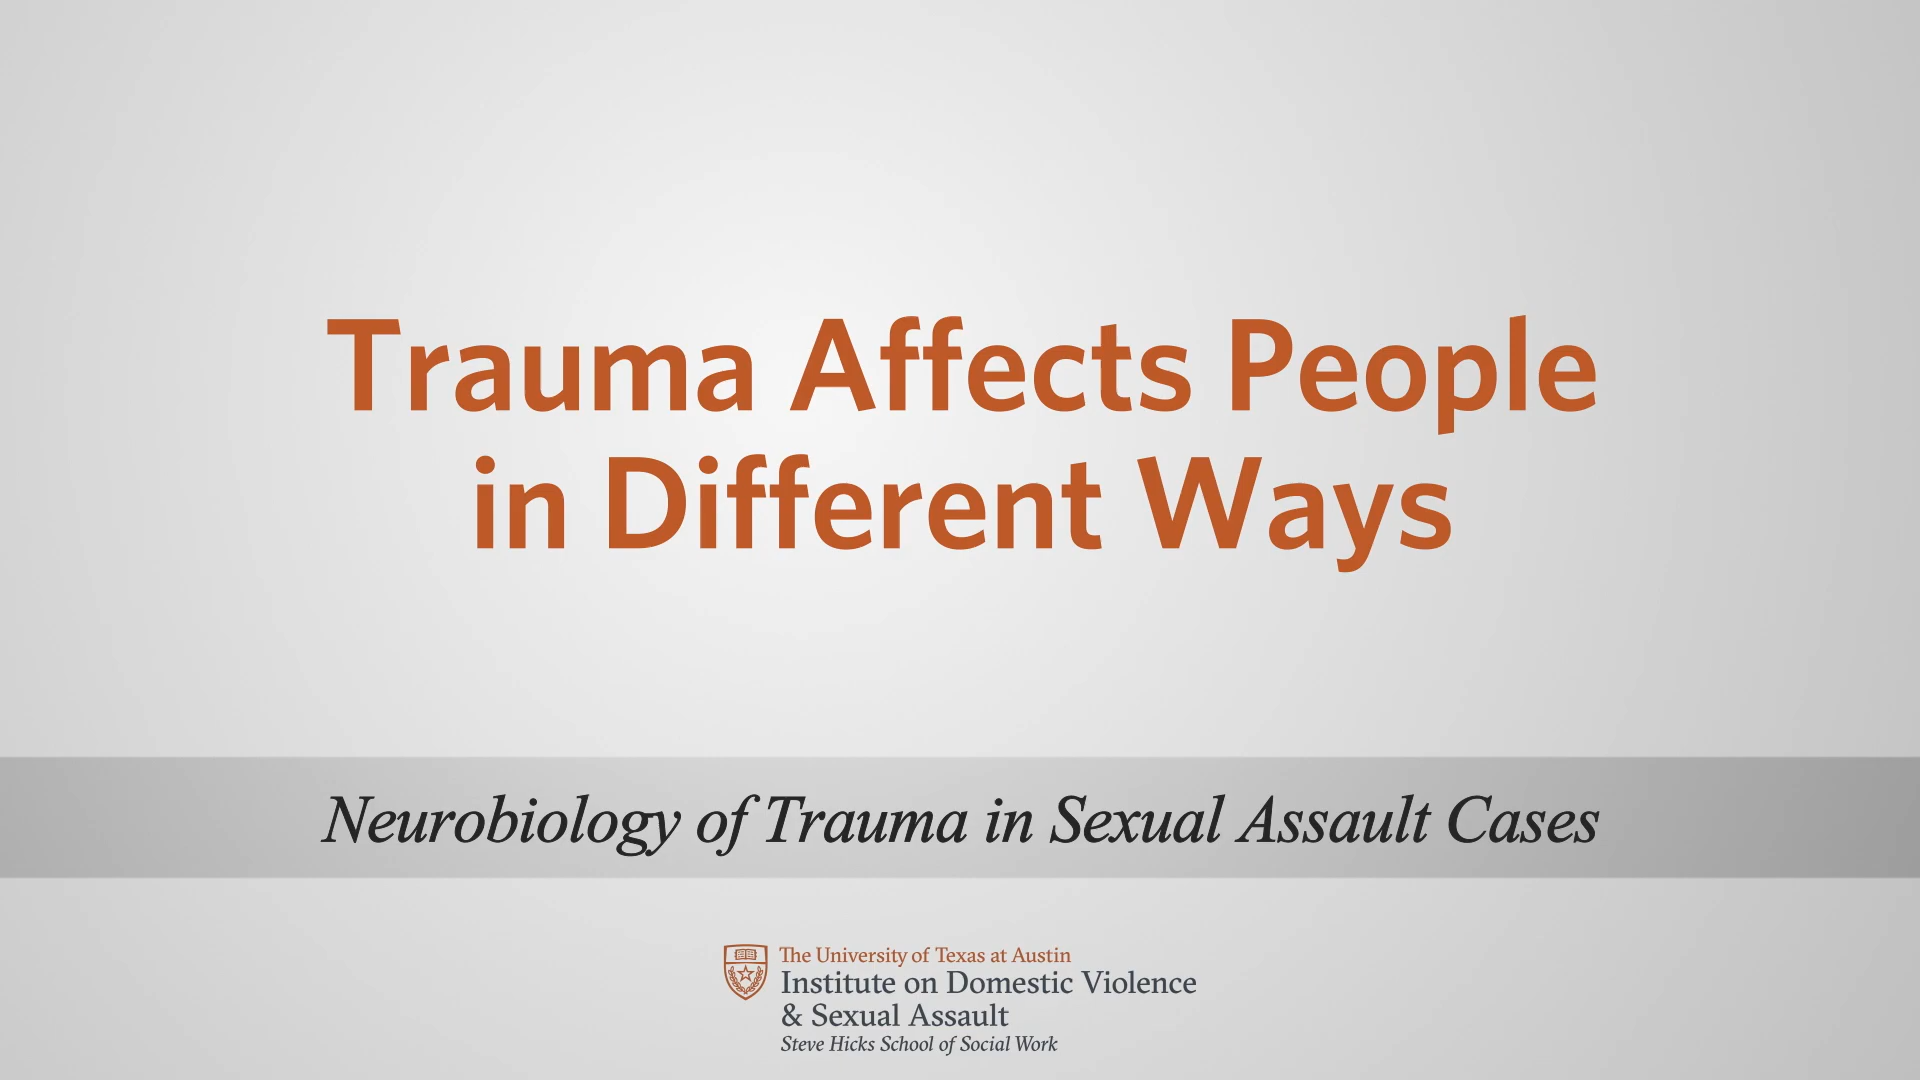 Trauma Affects People
in Different Ways
Neurobiology of Trauma in Sexual Assault Cases
The University of Texas at Austin
Institute on Domestic Violence
& Sexual Assault
Steve Hicks School of Social Work